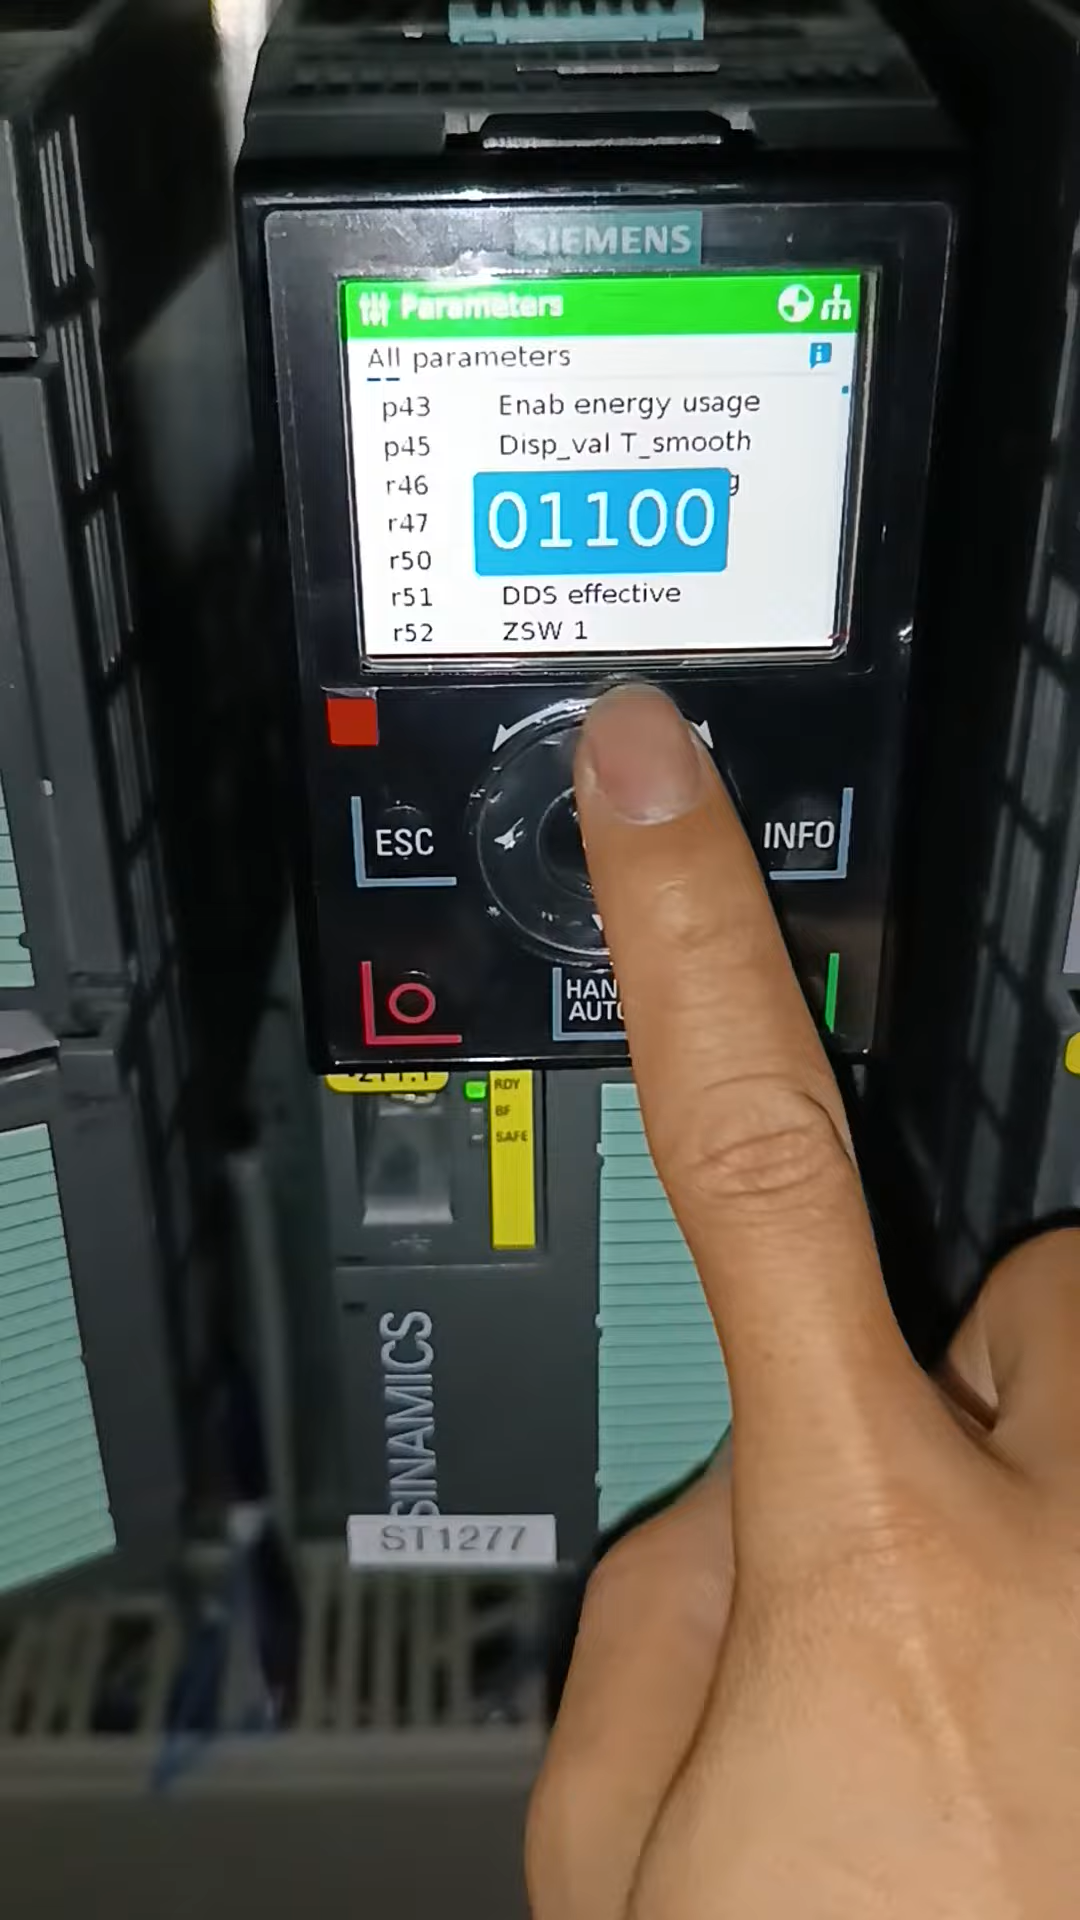 SIEMENS
Parameters
All parameters
p43 Enab energy usage
p45 Disp_val T_smooth
r46 g
r47
01100
r50
r51 DDS effective
r52 ZSW 1
ESC
INFO
HAN
AUTO
RDY
BF
SAFE
SINAMICS
ST1277